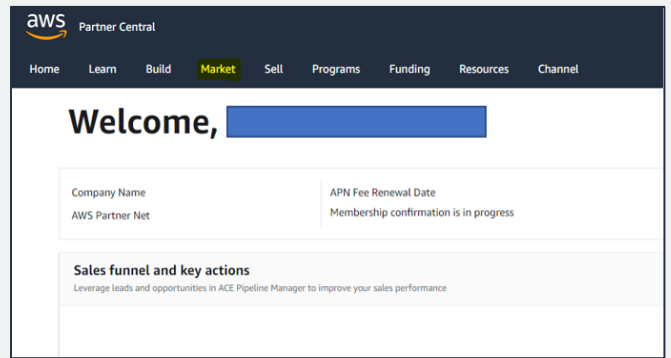 aws Partner Central
Home Learn Build Market Sell Programs Funding Resources Channel
Welcome,
Company Name
AWS Partner Net
APN Fee Renewal Date
Membership confirmation is in progress
Sales funnel and key actions
Leverage leads and opportunities in ACE Pipeline Manager to improve your sales performance